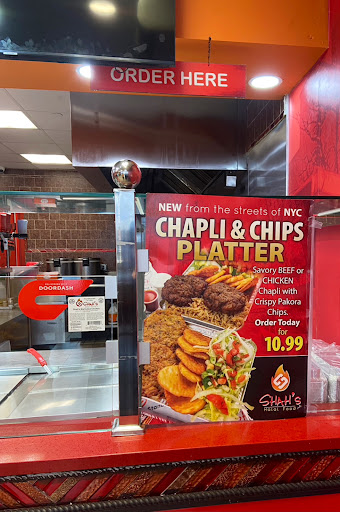 ORDER HERE
NEW from the streets of NYC
CHAPLI & CHIPS
PLATTER
Savory BEEF or
CHICKEN
Chapli with
Crispy Pakora
Chips.
Order Today
for
10.99
SHAH'S
Halal Food
DOORDASH